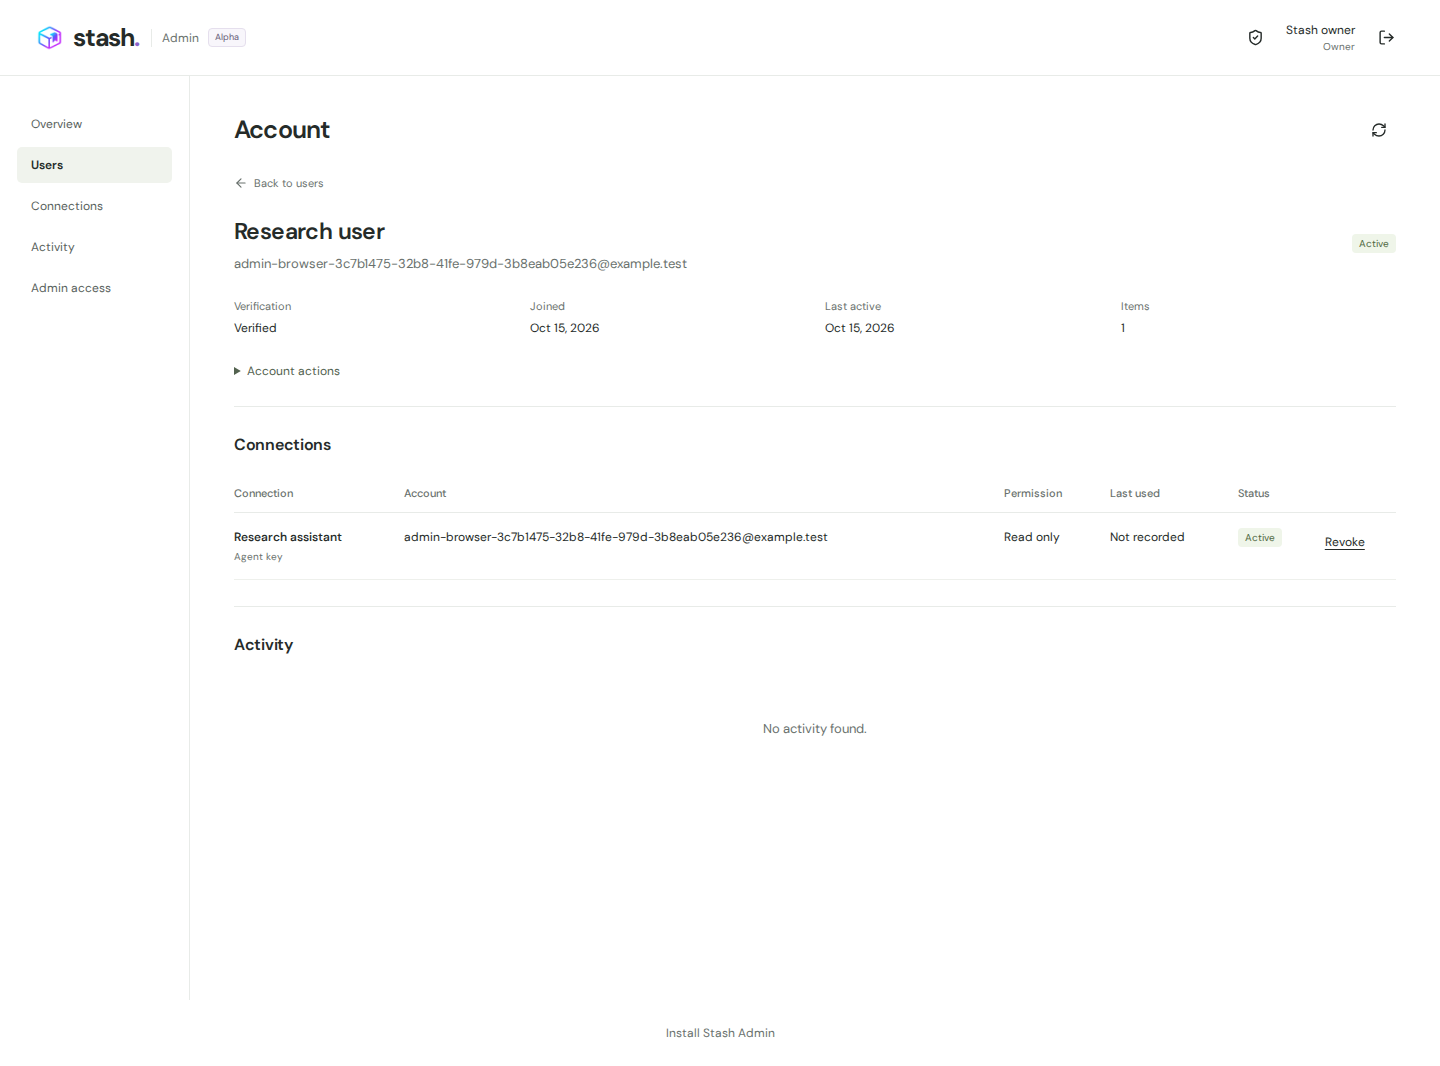 stash.
Admin
Alpha
Stash owner
Owner
Overview
Users
Connections
Activity
Admin access
Account
Back to users
Research user
Active
admin-browser-3c7b1475-32b8-41fe-979d-3b8eab05e236@example.test
Verification Joined Last active Items
Verified Oct 15, 2026 Oct 15, 2026 1
Account actions
Connections
Connection Account Permission Last used Status
Research assistant admin-browser-3c7b1475-32b8-41fe-979d-3b8eab05e236@example.test Read only Not recorded Active Revoke
Agent key
Activity
No activity found.
Install Stash Admin